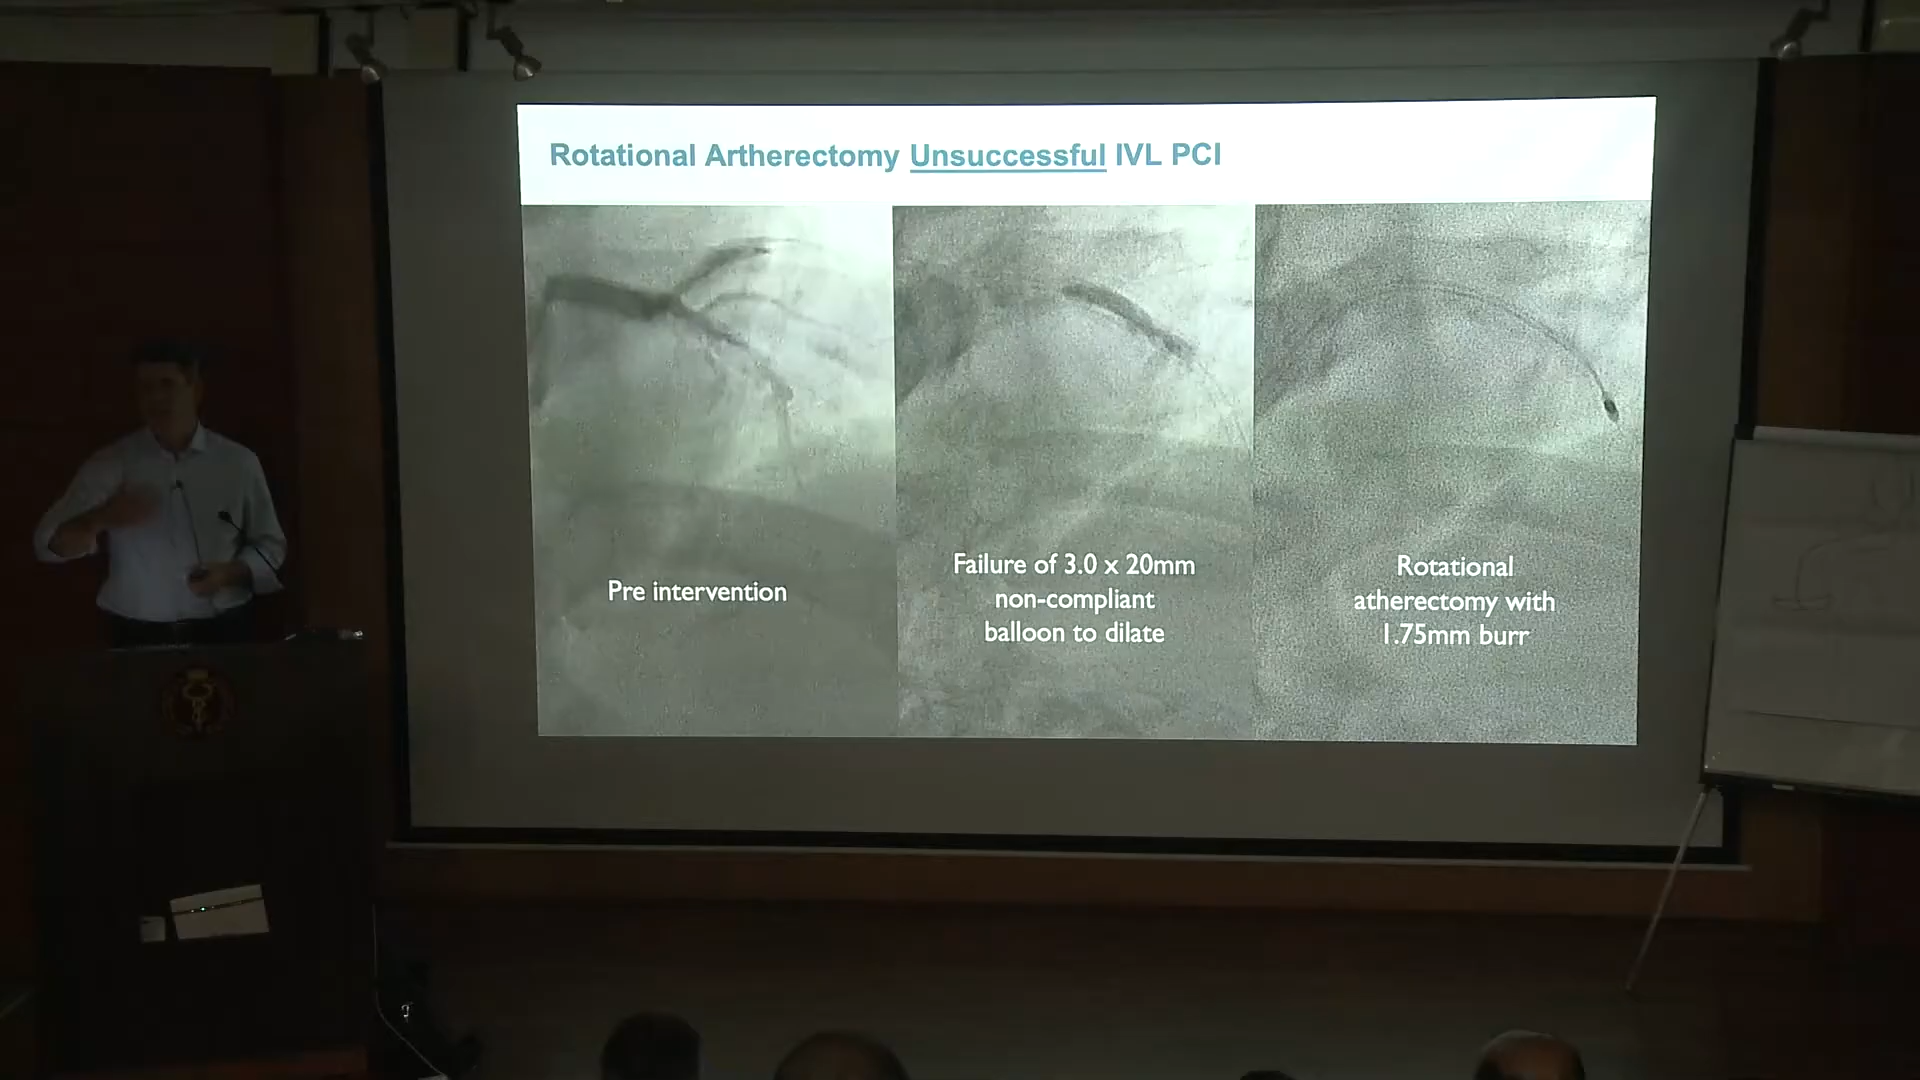 Rotational Artherectomy Unsuccessful IVL PCI
Pre intervention
Failure of 3.0 x 20mm
non-compliant
balloon to dilate
Rotational
atherectomy with
1.75mm burr